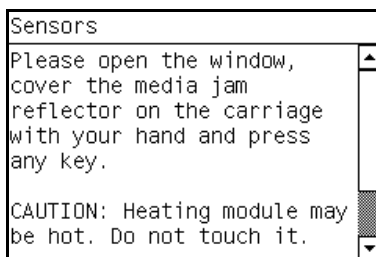 Sensors
Please open the window,
cover the media jam
reflector on the carriage
with your hand and press
any key.
CAUTION: Heating module may
be hot. Do not touch it.